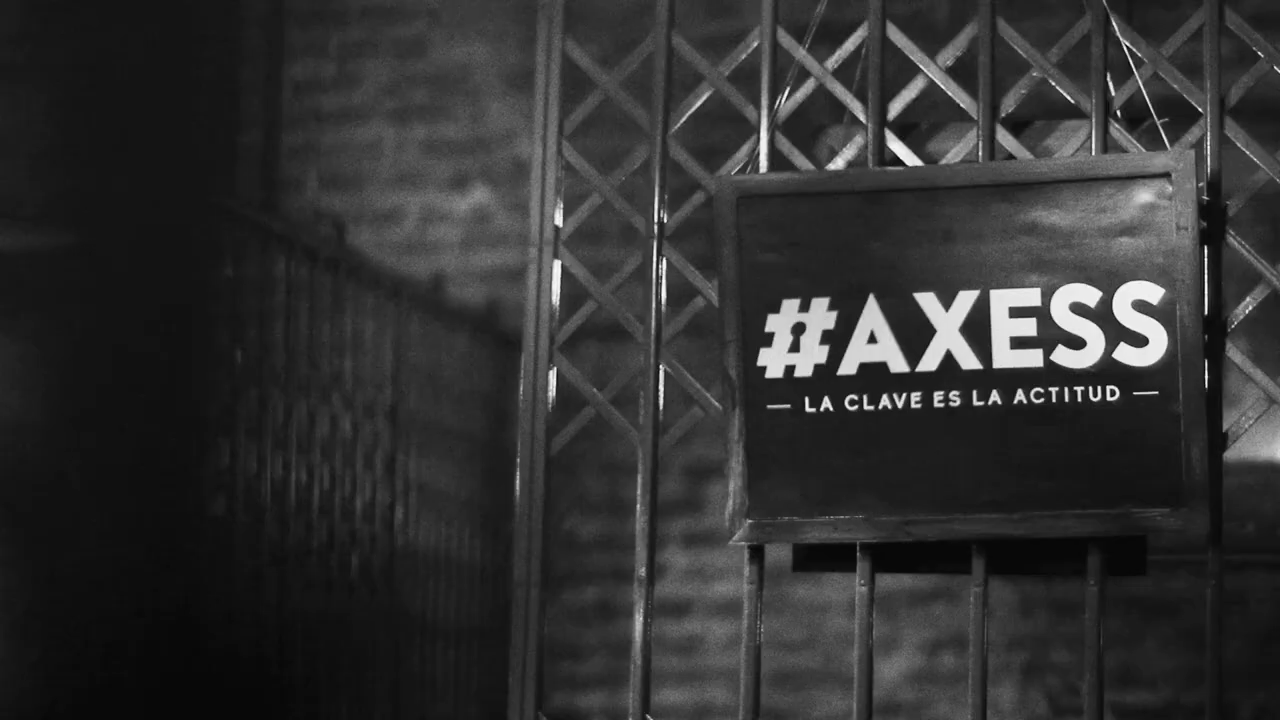 #AXESS
— LA CLAVE ES LA ACTITUD —